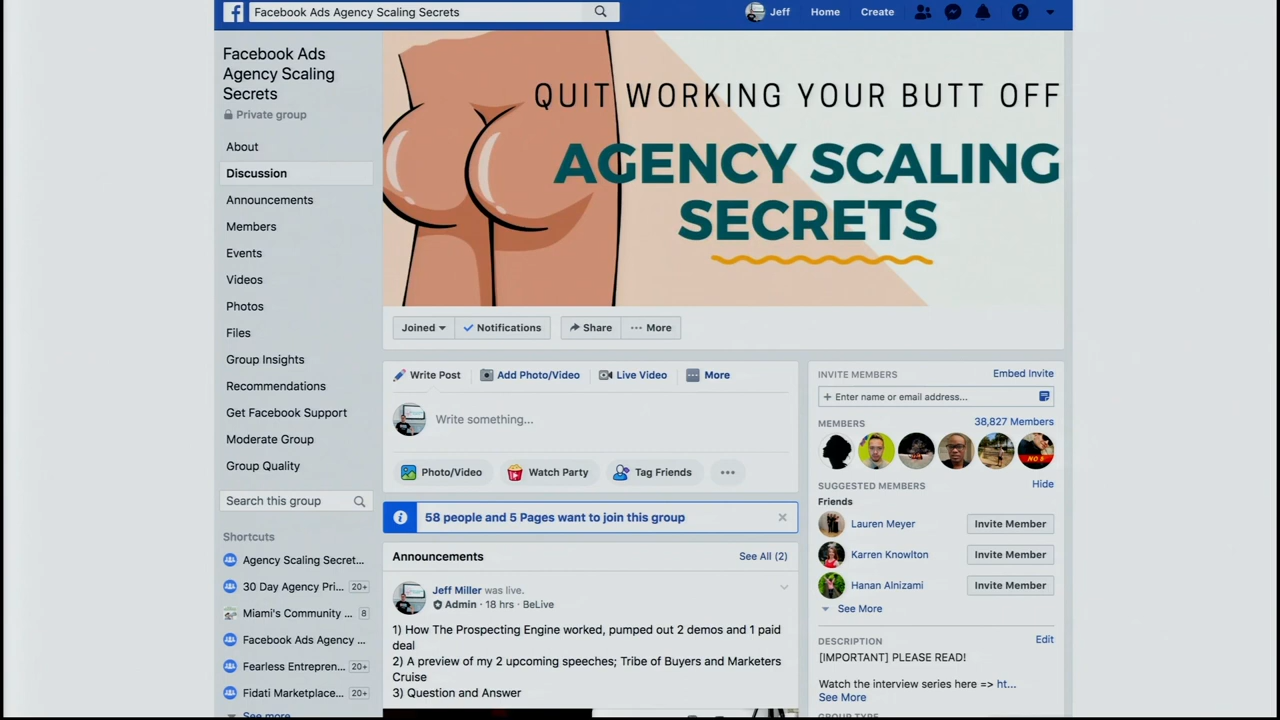 Facebook Ads Agency Scaling Secrets
Jeff
Home
Create
Facebook Ads
Agency Scaling
Secrets
Private group
About
Discussion
Announcements
Members
Events
Videos
Photos
Files
Group Insights
Recommendations
Get Facebook Support
Moderate Group
Group Quality
Search this group
Shortcuts
Agency Scaling Secret...
30 Day Agency Pri... 20+
Miami's Community ... 8
Facebook Ads Agency ...
Fearless Entrepren... 20+
Fidati Marketplace... 20+
See more
QUIT WORKING YOUR BUTT OFF
AGENCY SCALING
SECRETS
Joined
Notifications
Share
More
Write Post
Add Photo/Video
Live Video
More
Write something...
Photo/Video
Watch Party
Tag Friends
58 people and 5 Pages want to join this group
Announcements
See All (2)
Jeff Miller was live.
Admin · 18 hrs · BeLive
1) How The Prospecting Engine worked, pumped out 2 demos and 1 paid
deal
2) A preview of my 2 upcoming speeches; Tribe of Buyers and Marketers
Cruise
3) Question and Answer
INVITE MEMBERS
Embed Invite
+ Enter name or email address...
MEMBERS
38,827 Members
NO B
SUGGESTED MEMBERS
Hide
Friends
Lauren Meyer
Invite Member
Karren Knowlton
Invite Member
Hanan Alnizami
Invite Member
See More
DESCRIPTION
Edit
[IMPORTANT] PLEASE READ!
Watch the interview series here => ht...
See More
GROUP TYPE